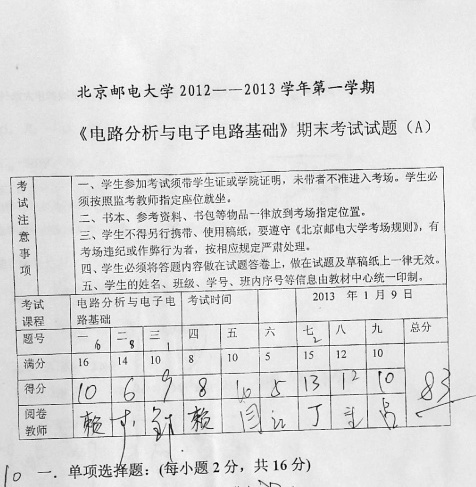 北京邮电大学 2012——2013 学年第一学期
《电路分析与电子电路基础》期末考试试题（A）
考试注意事项
一、学生参加考试须带学生证或学院证明，未带者不准进入考场。学生必
须按照监考教师指定座位就坐。
二、书本、参考资料、书包等物品一律放到考场指定位置。
三、学生不得另行携带、使用稿纸，要遵守《北京邮电大学考场规则》，有
考场违纪或作弊行为者，按相应规定严肃处理。
四、学生必须将答题内容做在试题答卷上，做在试题及草稿纸上一律无效。
五、学生的姓名、班级、学号、班内序号等信息由教材中心统一印制。
考试课程 电路分析与电子电路基础 考试时间 2013 年 1 月 9 日
题号 一 二 三 四 五 六 七 八 九 总分
6 8 1 2
满分 16 14 10 8 10 5 15 12 10
得分 10 6 9 8 10 5 13 12 10 83
阅卷教师 赖 赖 闫 江 丁
10 一．单项选择题：（每小题 2 分，共 16 分）